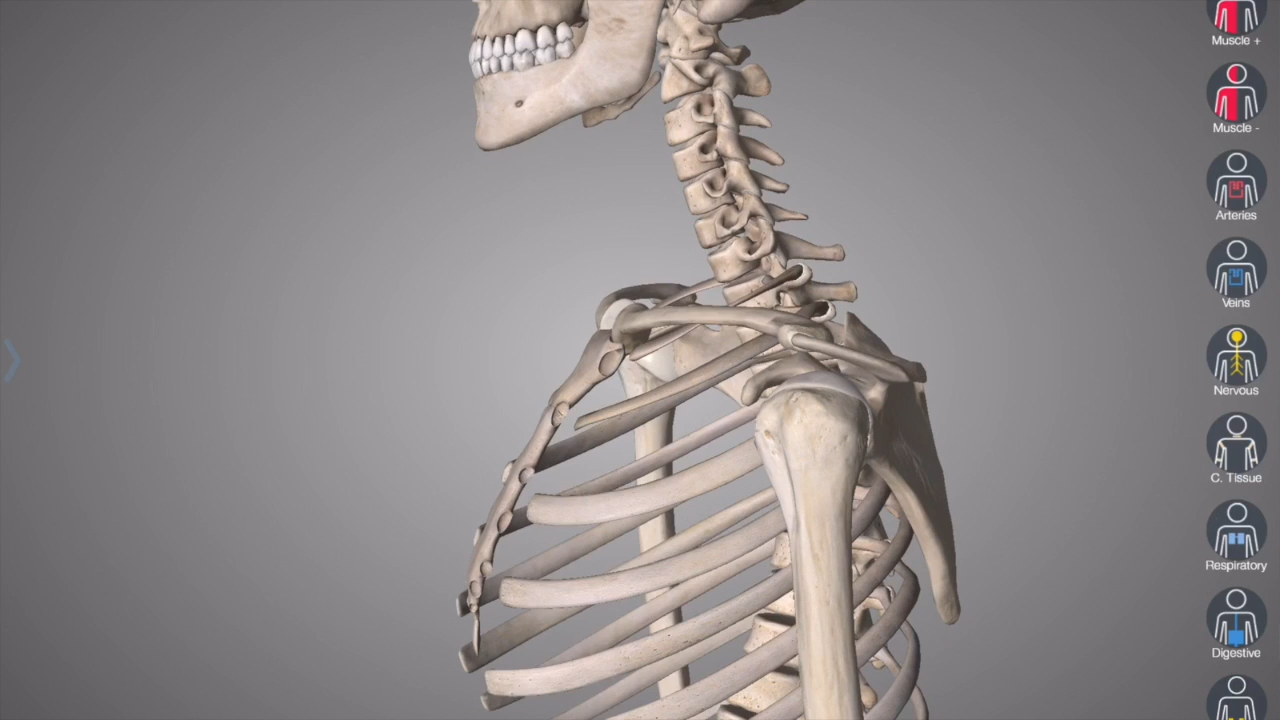 Muscle +
Muscle -
Arteries
Veins
Nervous
C. Tissue
Respiratory
Digestive